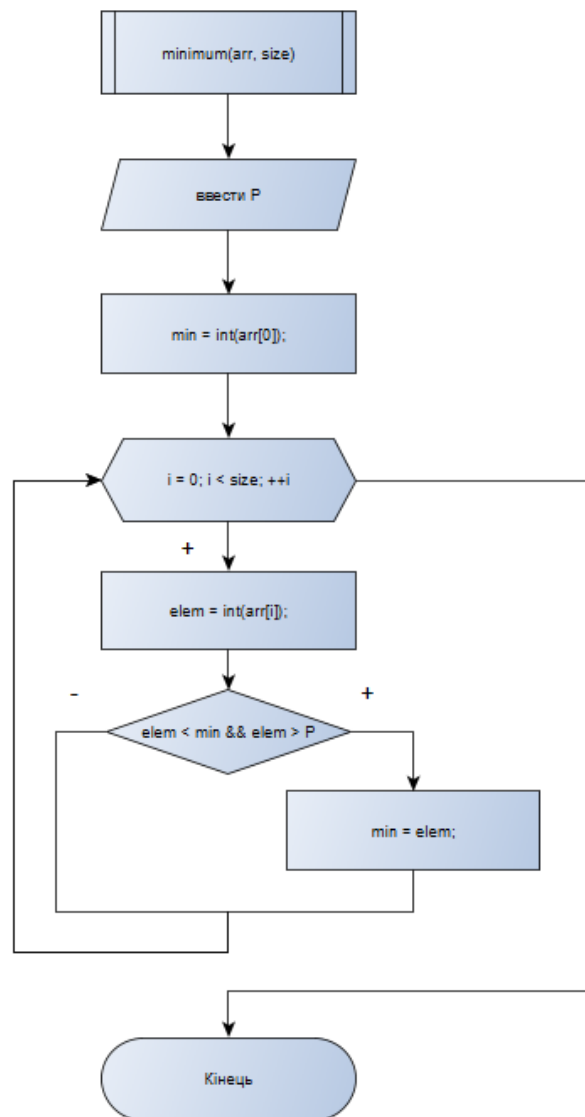 minimum(arr, size)
ввести P
min = int(arr[0]);
i = 0; i < size; ++i
+
elem = int(arr[i]);
-
+
elem < min && elem > P
min = elem;
Кінець